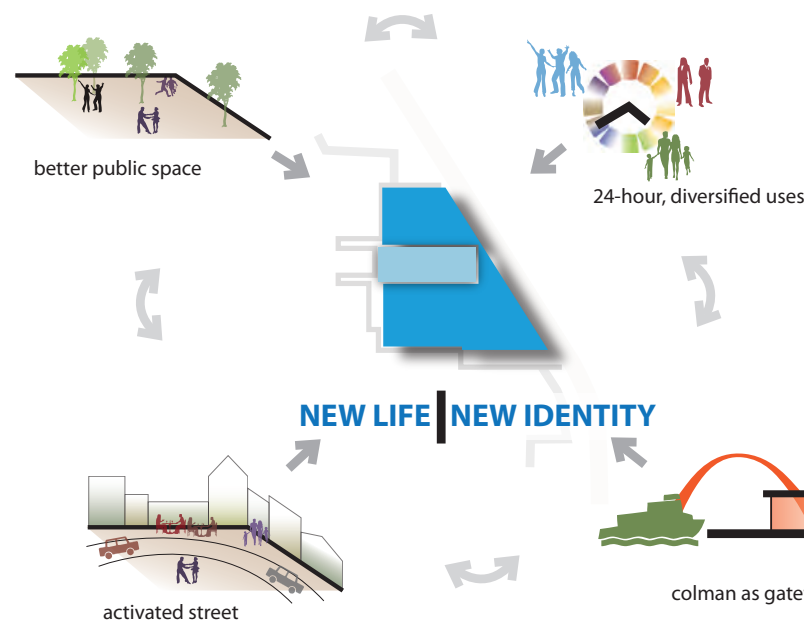 better public space
24-hour, diversified uses
NEW LIFE | NEW IDENTITY
activated street
colman as gate